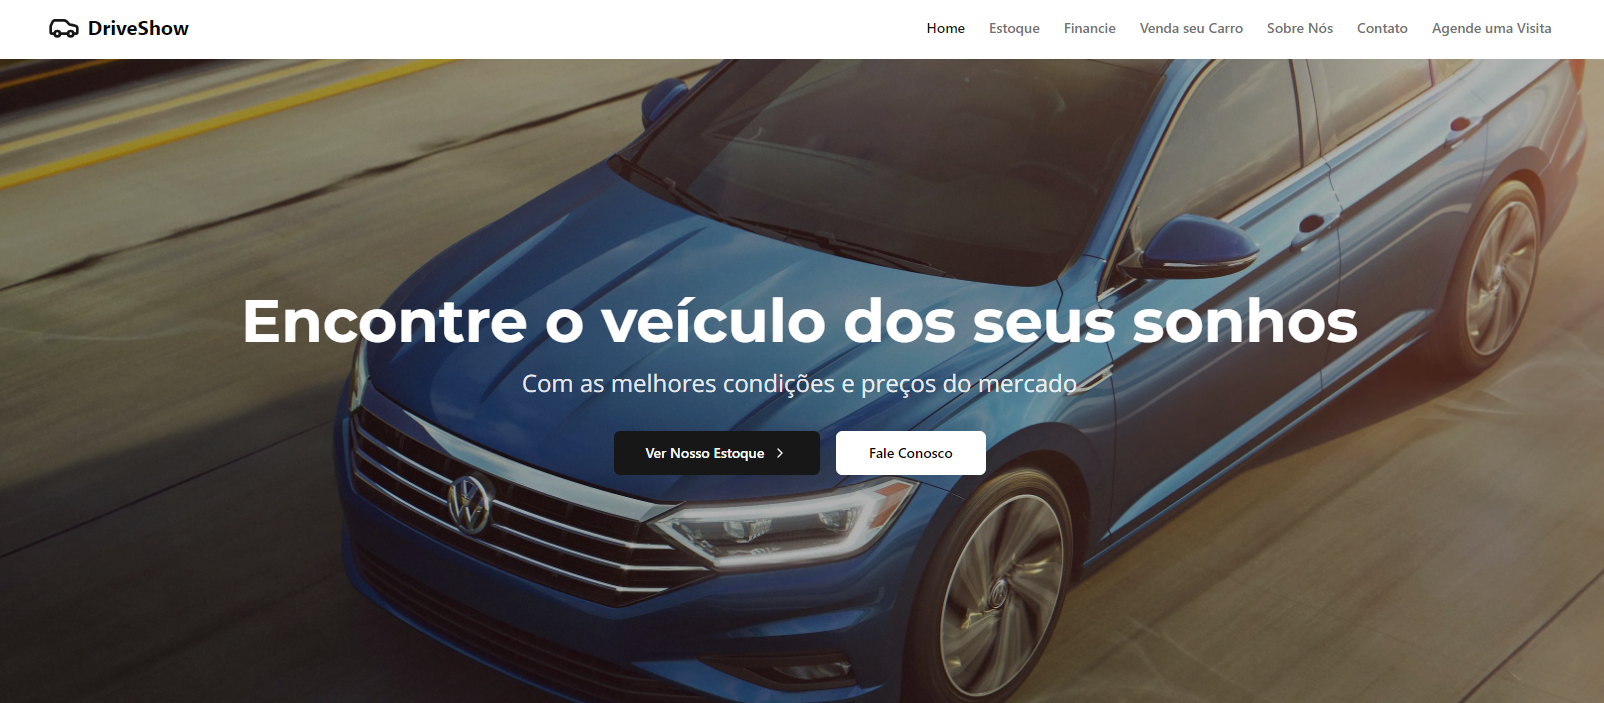 DriveShow
Home Estoque Financie Venda seu Carro Sobre Nós Contato Agende uma Visita
Encontre o veículo dos seus sonhos
Com as melhores condições e preços do mercado
Ver Nosso Estoque
Fale Conosco